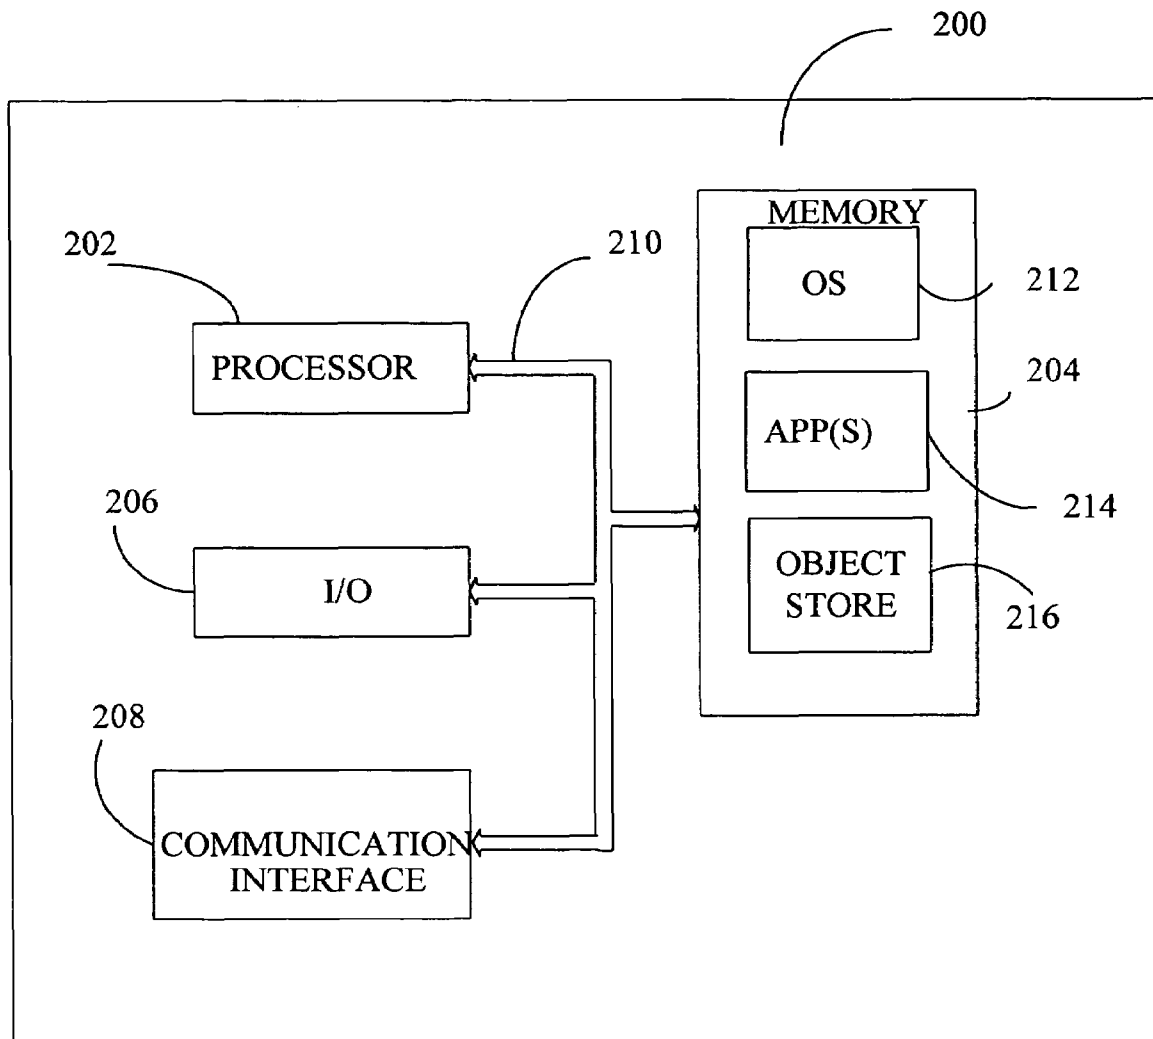 200
MEMORY
202
210
OS
212
PROCESSOR
204
APP(S)
206
214
I/O
OBJECT
STORE
216
208
COMMUNICATION
INTERFACE